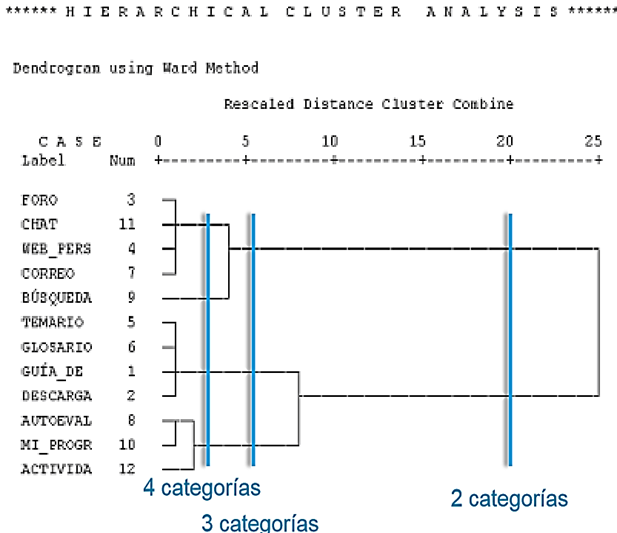 ****** H I E R A R C H I C A L  C L U S T E R  A N A L Y S I S ******
Dendrogram using Ward Method
Rescaled Distance Cluster Combine
C A S E 0 5 10 15 20 25
Label Num +---------+---------+---------+---------+---------+
FORO 3
CHAT 11
WEB_PERS 4
CORREO 7
BÚSQUEDA 9
TEMARIO 5
GLOSARIO 6
GUÍA_DE 1
DESCARGA 2
AUTOEVAL 8
MI_PROGR 10
ACTIVIDA 12
4 categorías
2 categorías
3 categorías